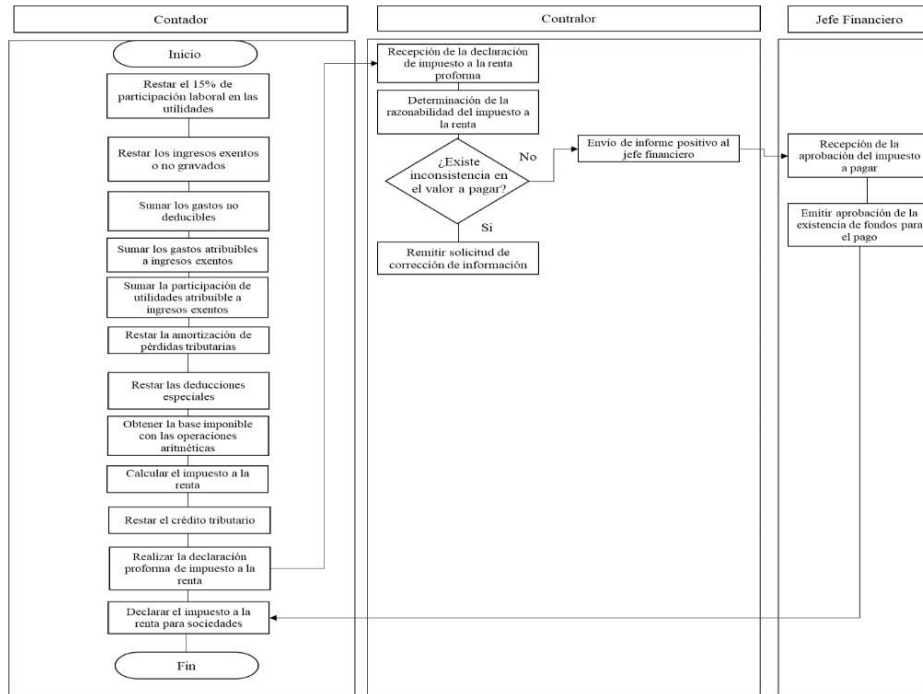 Contador
Inicio
Restar el 15% de
participación laboral en las
utilidades
Restar los ingresos exentos
o no gravados
Sumar los gastos no
deducibles
Sumar los gastos atribuibles
a ingresos exentos
Sumar la participación de
utilidades atribuible a
ingresos exentos
Restar la amortización de
pérdidas tributarias
Restar las deducciones
especiales
Obtener la base imponible
con las operaciones
aritméticas
Calcular el impuesto a la
renta
Restar el crédito tributario
Realizar la declaración
proforma de impuesto a la
renta
Declarar el impuesto a la
renta para sociedades
Fin
Contralor
Recepción de la declaración
de impuesto a la renta
proforma
Determinación de la
razonabilidad del impuesto a
la renta
¿Existe
inconsistencia en
el valor a pagar?
No
Si
Remitir solicitud de
corrección de información
Envío de informe positivo al
jefe financiero
Jefe Financiero
Recepción de la
aprobación del impuesto
a pagar
Emitir aprobación de la
existencia de fondos para
el pago